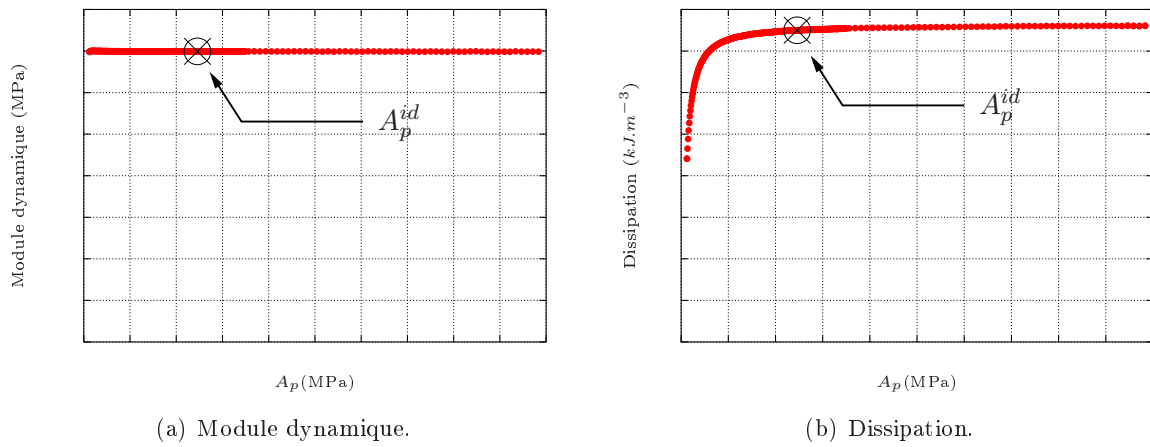 Module dynamique (MPa)
$A_p^{id}$
$A_p$(MPa)
(a) Module dynamique.
Dissipation ($kJ.m^{-3}$)
$A_p^{id}$
$A_p$(MPa)
(b) Dissipation.